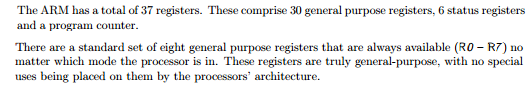 The ARM has a total of 37 registers. These comprise 30 general purpose registers, 6 status registers
and a program counter.
There are a standard set of eight general purpose registers that are always available (R0 – R7) no
matter which mode the processor is in. These registers are truly general-purpose, with no special
uses being placed on them by the processors' architecture.